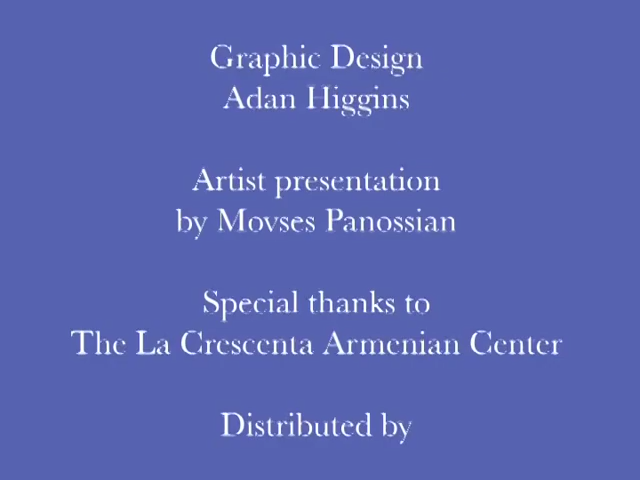 Graphic Design
Adan Higgins
Artist presentation
by Movses Panossian
Special thanks to
The La Crescenta Armenian Center
Distributed by